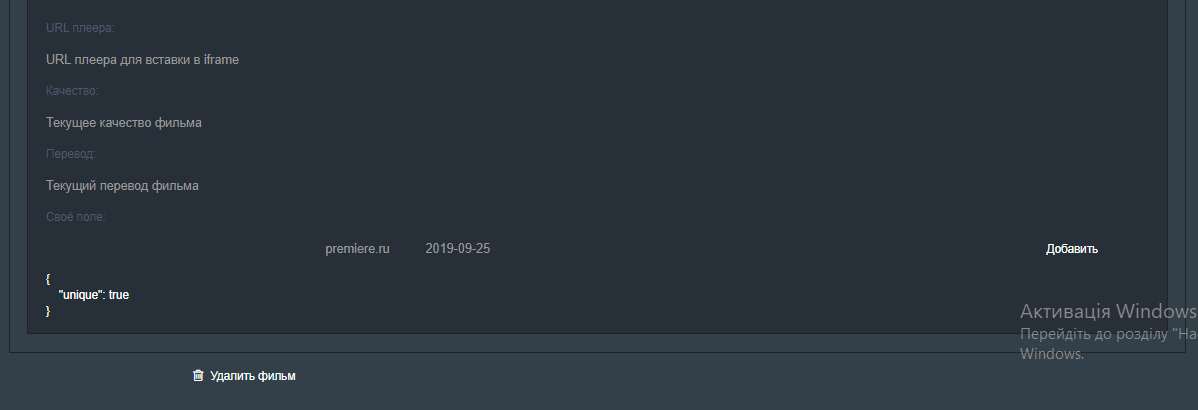 URL плеера:
URL плеера для вставки в iframe
Качество:
Текущее качество фильма
Перевод:
Текущий перевод фильма
Своё поле:
premiere.ru 2019-09-25 Добавить
{
"unique": true
}
Активація Windows
Перейдіть до розділу "На
Windows.
Удалить фильм